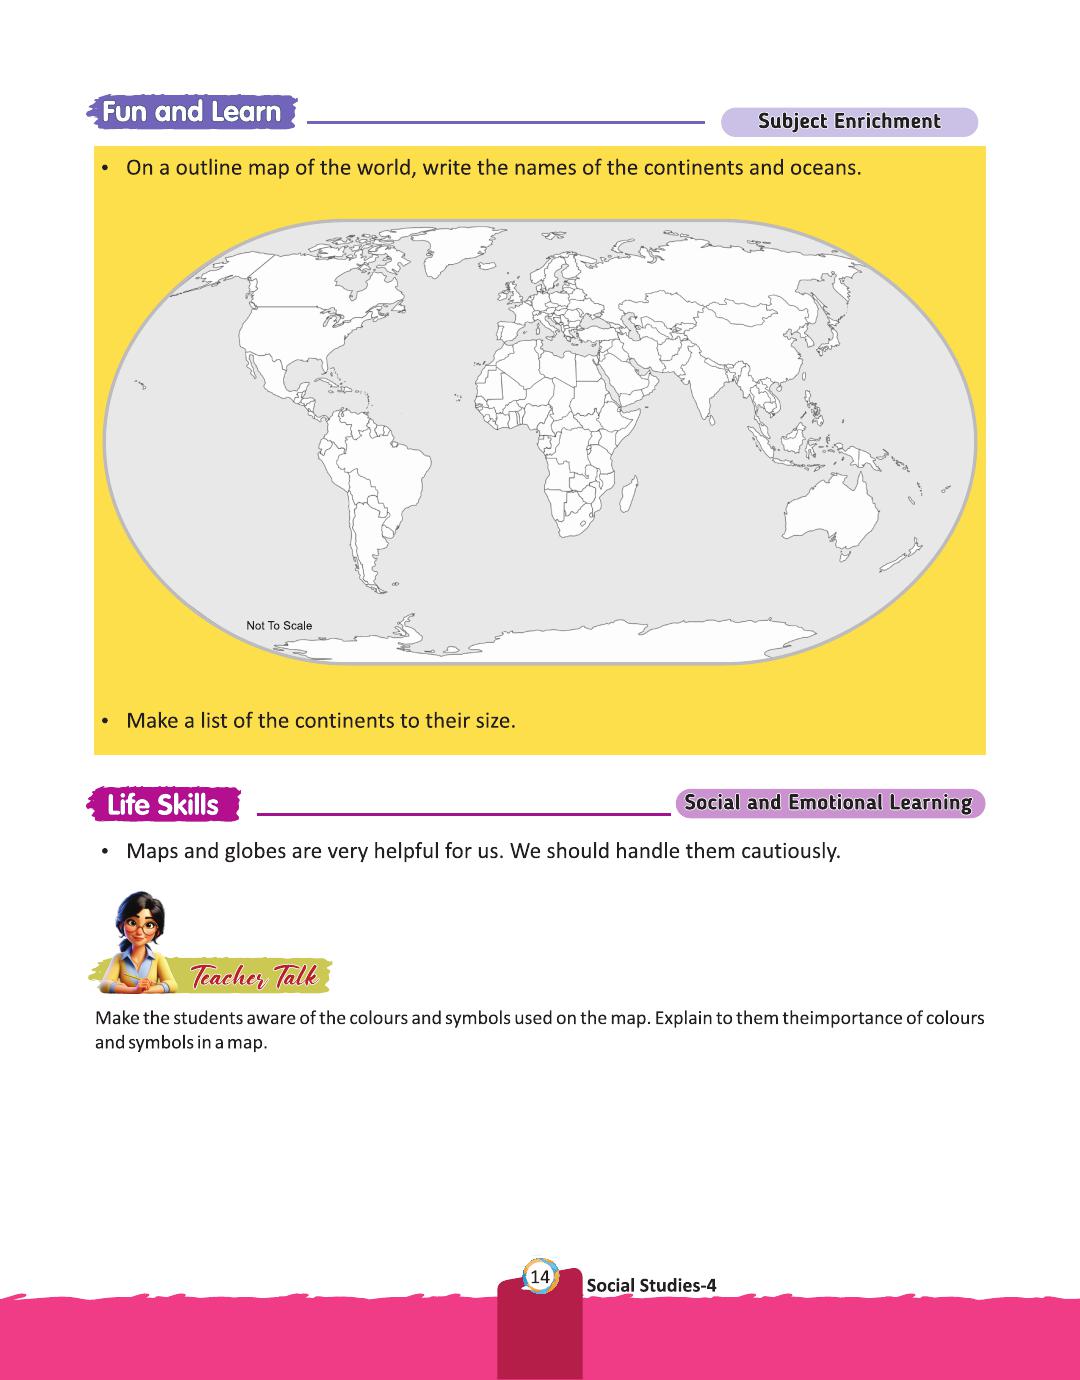 Fun and Learn
Subject Enrichment
• On a outline map of the world, write the names of the continents and oceans.
Not To Scale
• Make a list of the continents to their size.
Life Skills
Social and Emotional Learning
• Maps and globes are very helpful for us. We should handle them cautiously.
Teacher Talk
Make the students aware of the colours and symbols used on the map. Explain to them theimportance of colours
and symbols in a map.
14
Social Studies-4